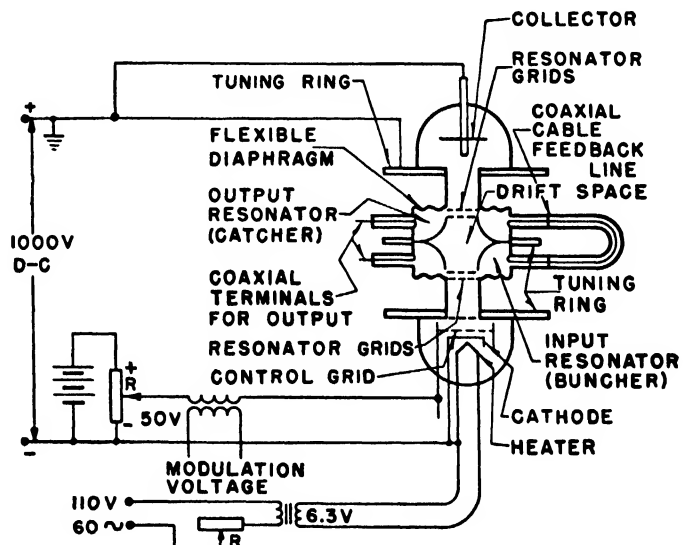 COLLECTOR
RESONATOR
GRIDS
TUNING RING
COAXIAL
CABLE
FEEDBACK
LINE
FLEXIBLE
DIAPHRAGM
DRIFT SPACE
OUTPUT
RESONATOR
(CATCHER)
+
1000V
D-C
COAXIAL
TERMINALS
FOR OUTPUT
TUNING
RING
RESONATOR GRIDS
INPUT
RESONATOR
(BUNCHER)
CONTROL GRID
+
R
-
50V
CATHODE
HEATER
-
MODULATION
VOLTAGE
110V
60 ~
6.3V
R